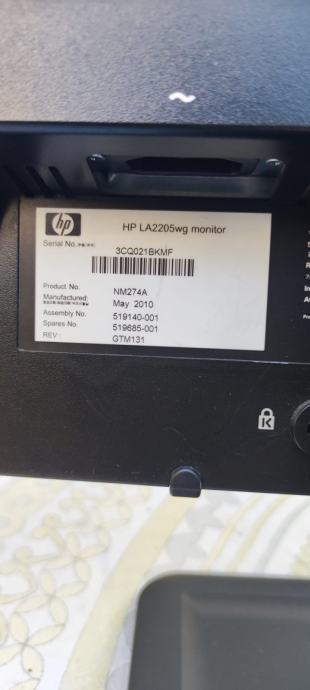 hp
HP LA2205wg monitor
Serial No.
3CQ021BKMF
Product No. NM274A
Manufactured: May 2010
Assembly No. 519140-001
Spares No. 519685-001
REV : GTM131
K